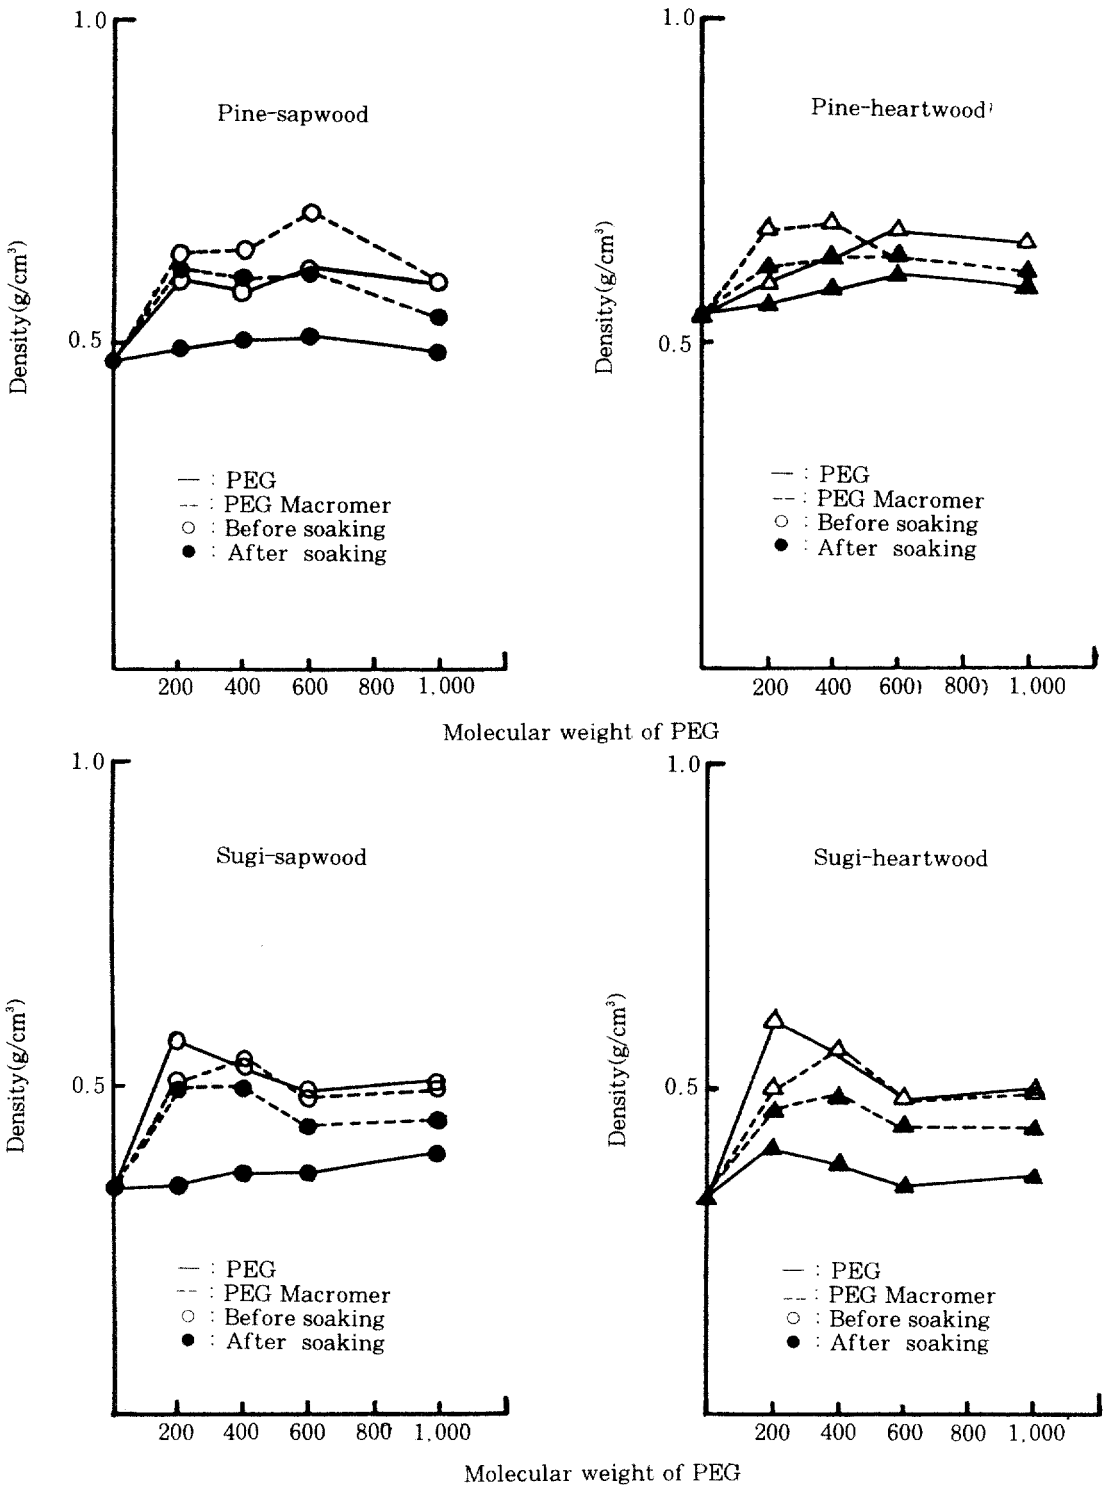 1.0
Pine-sapwood
Density(g/cm³)
0.5
— : PEG
-- : PEG Macromer
○ : Before soaking
● : After soaking
200 400 600 800 1,000
1.0
Pine-heartwood
Density(g/cm³)
0.5
— : PEG
-- : PEG Macromer
○ : Before soaking
● : After soaking
200 400 600) 800) 1,000
Molecular weight of PEG
1.0
Sugi-sapwood
Density(g/cm³)
0.5
— : PEG
-- : PEG Macromer
○ : Before soaking
● : After soaking
200 400 600 800 1,000
1.0
Sugi-heartwood
Density(g/cm³)
0.5
— : PEG
-- : PEG Macromer
○ : Before soaking
● : After soaking
200 400 600 800 1,000
Molecular weight of PEG